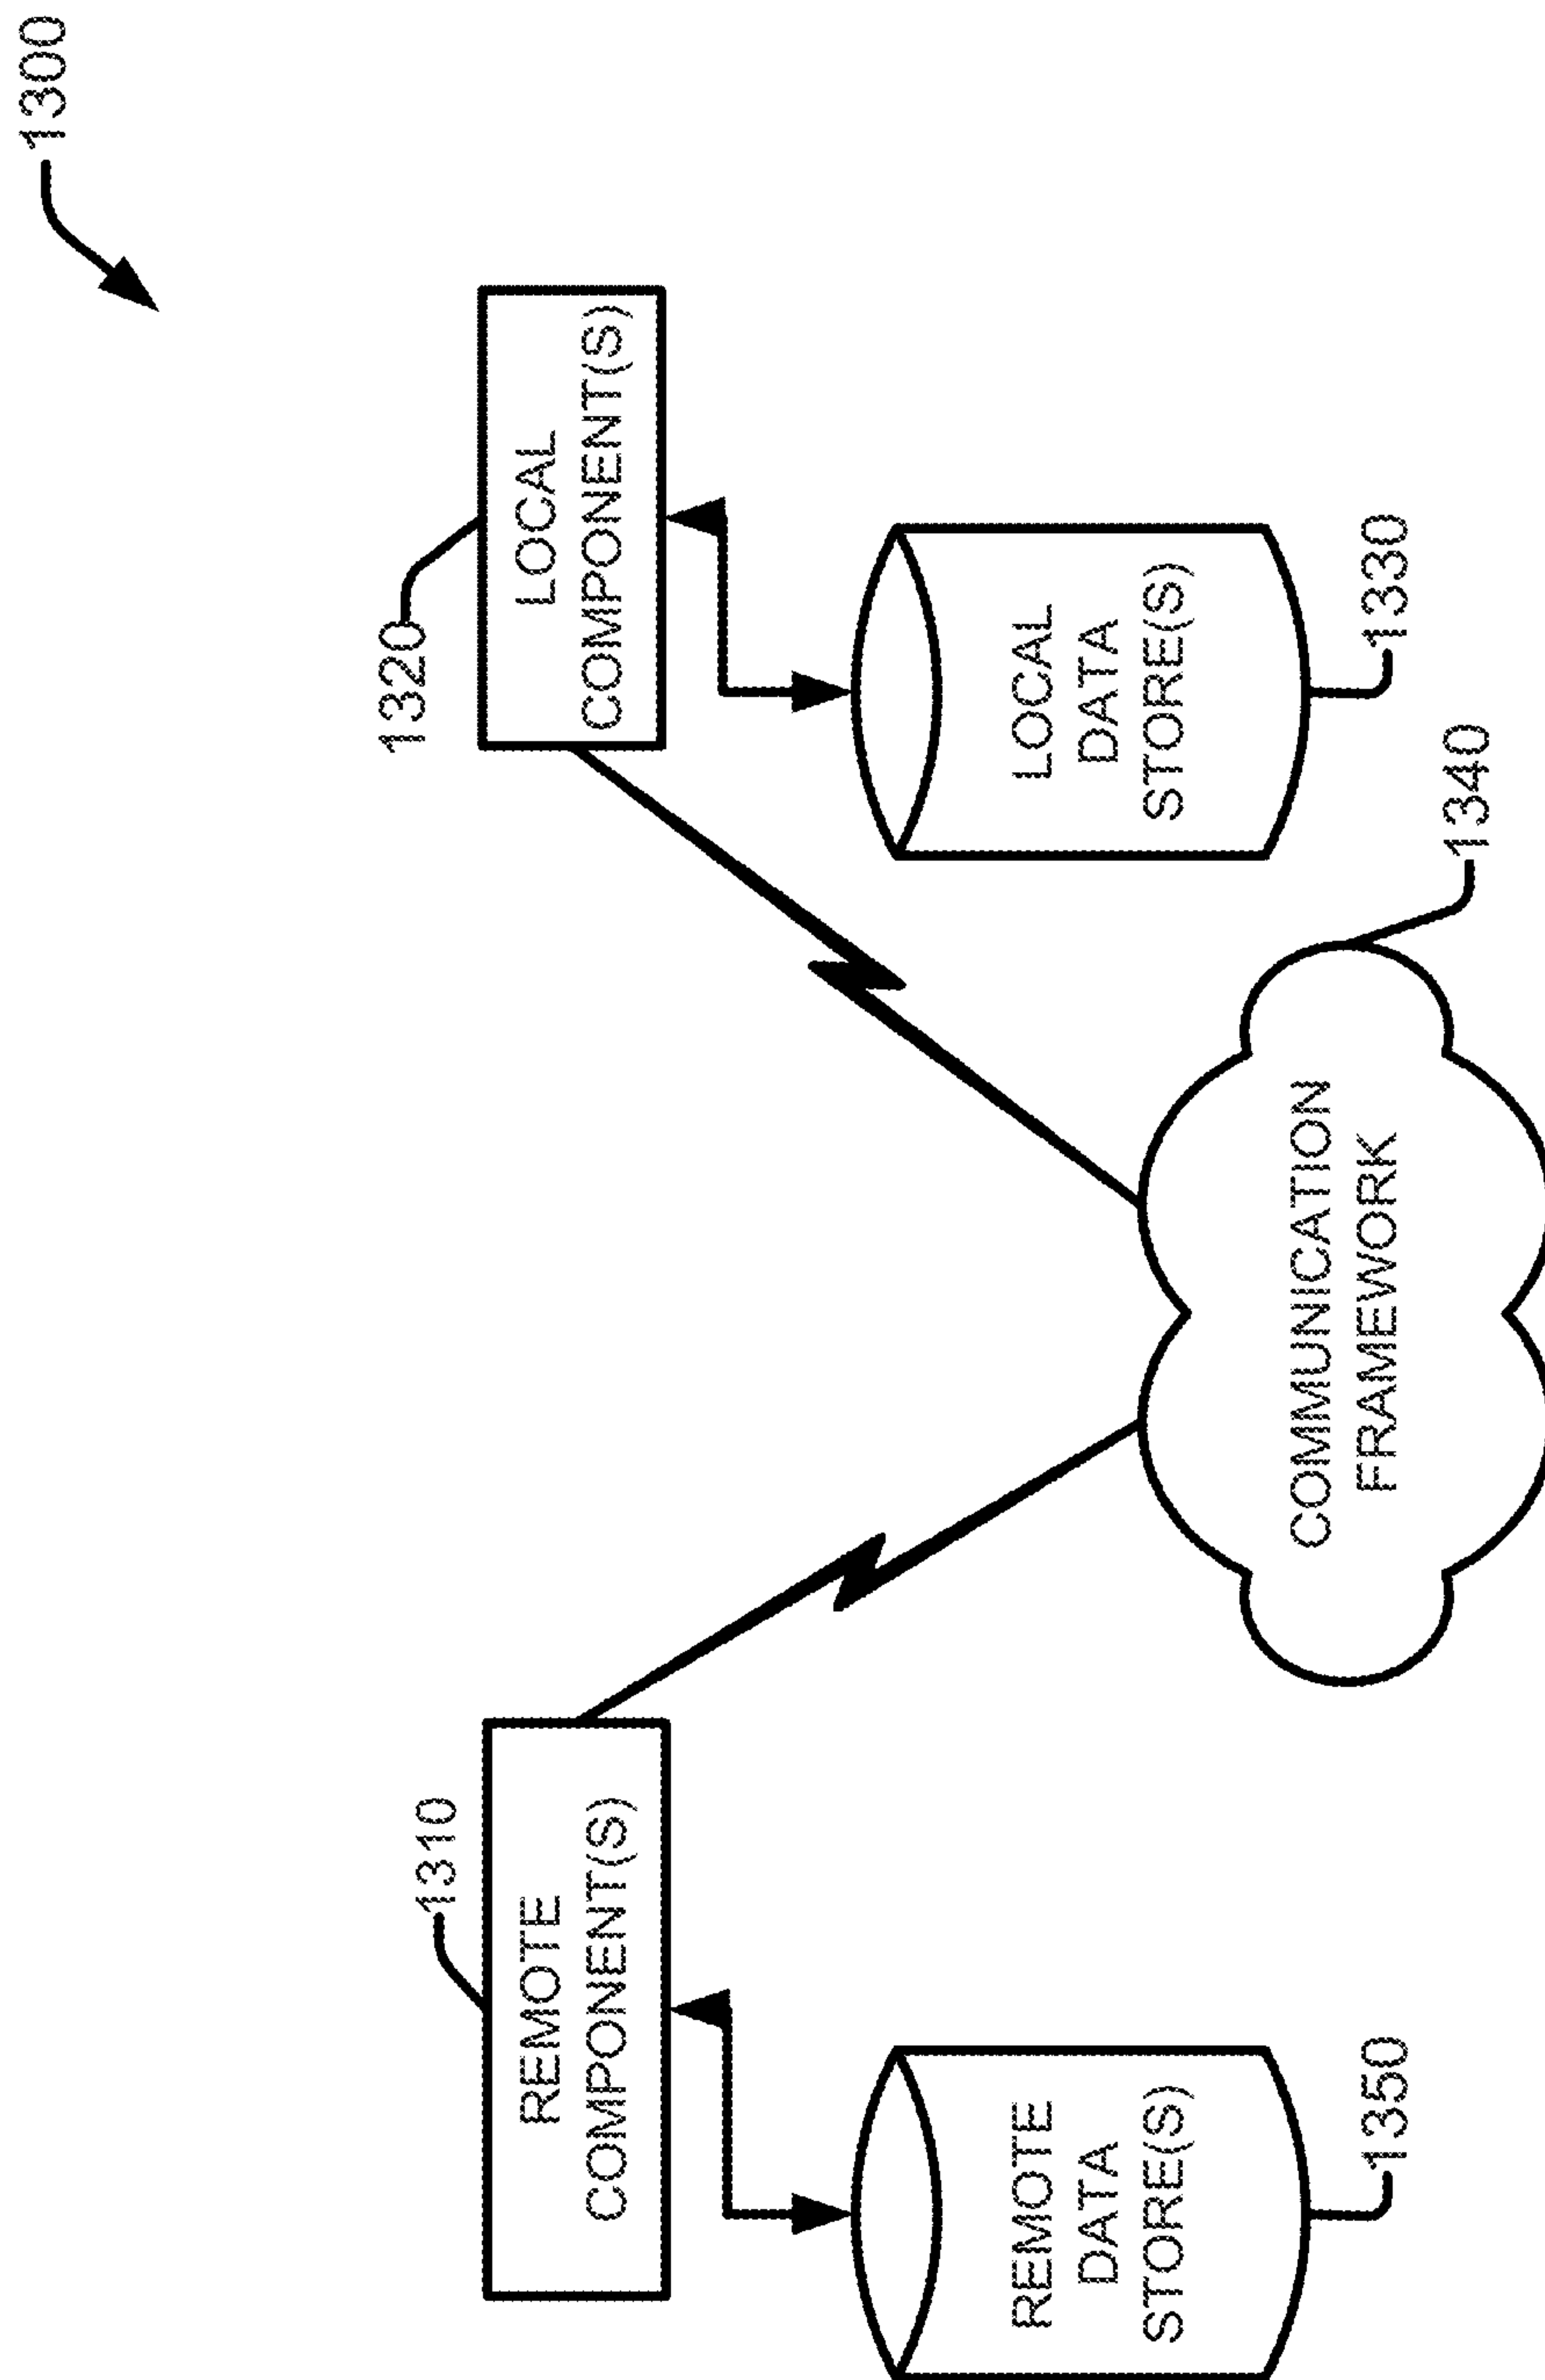 1300
1310
REMOTE
COMPONENT(S)
1320
LOCAL
COMPONENT(S)
REMOTE
DATA
STORE(S)
1350
LOCAL
DATA
STORE(S)
1330
1340
COMMUNICATION
FRAMEWORK